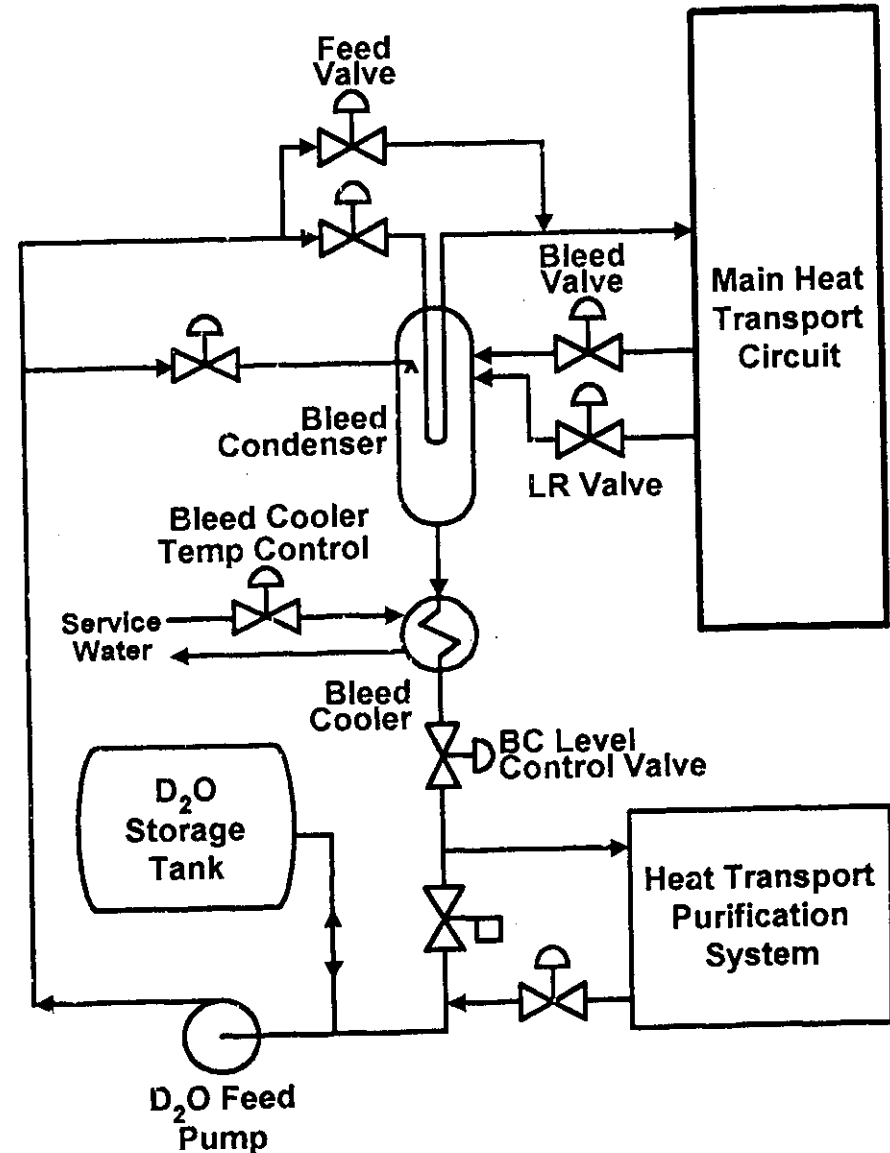 Feed
Valve
Main Heat
Transport
Circuit
Bleed
Valve
Bleed
Condenser
LR Valve
Bleed Cooler
Temp Control
Service
Water
Bleed
Cooler
BC Level
Control Valve
D₂O
Storage
Tank
Heat Transport
Purification
System
D₂O Feed
Pump